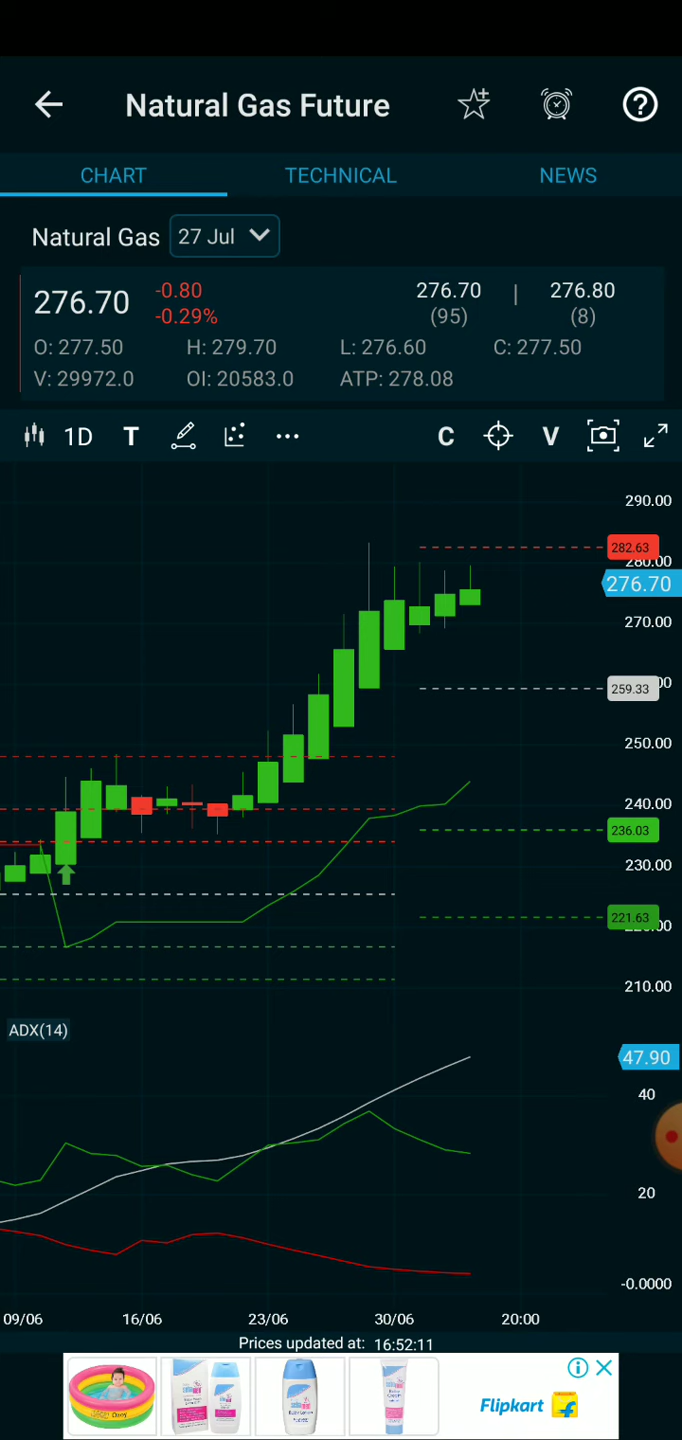 Natural Gas Future
CHART TECHNICAL NEWS
Natural Gas 27 Jul
276.70 -0.80 -0.29% 276.70 (95) | 276.80 (8)
O: 277.50 H: 279.70 L: 276.60 C: 277.50
V: 29972.0 OI: 20583.0 ATP: 278.08
1D T ... C V
290.00
282.63
280.00
276.70
270.00
259.33
250.00
240.00
236.03
230.00
221.63
210.00
ADX(14)
47.90
40
20
-0.0000
09/06 16/06 23/06 30/06 20:00
Prices updated at: 16:52:11
Flipkart